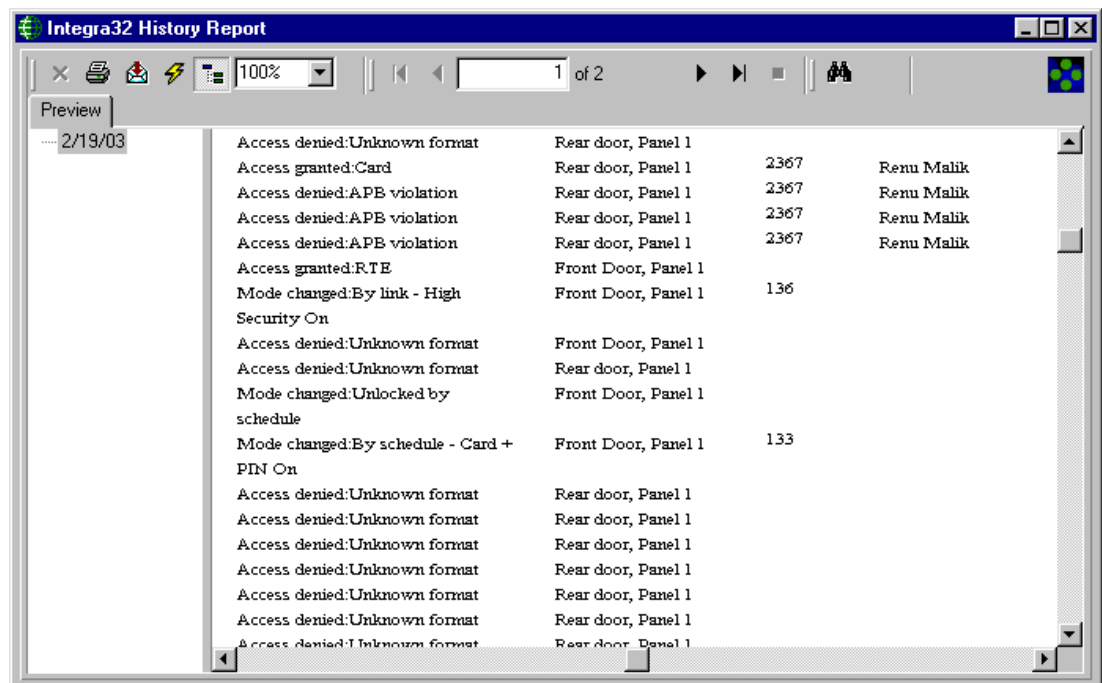 Integra32 History Report
100% 1 of 2
Preview
2/19/03
Access denied:Unknown format Rear door, Panel 1
Access granted:Card Rear door, Panel 1 2367 Renu Malik
Access denied:APB violation Rear door, Panel 1 2367 Renu Malik
Access denied:APB violation Rear door, Panel 1 2367 Renu Malik
Access denied:APB violation Rear door, Panel 1 2367 Renu Malik
Access granted:RTE Front Door, Panel 1
Mode changed:By link - High Front Door, Panel 1 136
Security On
Access denied:Unknown format Front Door, Panel 1
Access denied:Unknown format Rear door, Panel 1
Mode changed:Unlocked by Front Door, Panel 1
schedule
Mode changed:By schedule - Card + Front Door, Panel 1 133
PIN On
Access denied:Unknown format Rear door, Panel 1
Access denied:Unknown format Rear door, Panel 1
Access denied:Unknown format Rear door, Panel 1
Access denied:Unknown format Rear door, Panel 1
Access denied:Unknown format Rear door, Panel 1
Access denied:Unknown format Rear door, Panel 1
Access denied:Unknown format Rear door, Panel 1